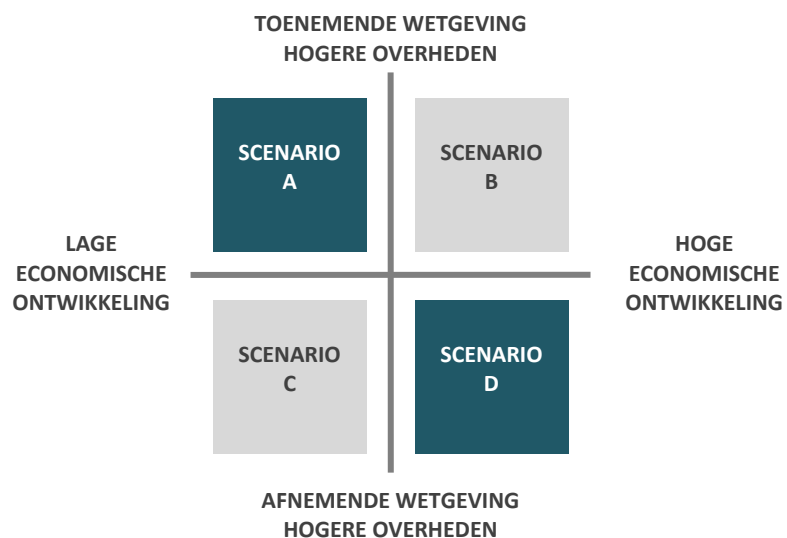 TOENEMENDE WETGEVING
HOGERE OVERHEDEN
SCENARIO
A
SCENARIO
B
LAGE
ECONOMISCHE
ONTWIKKELING
HOGE
ECONOMISCHE
ONTWIKKELING
SCENARIO
C
SCENARIO
D
AFNEMENDE WETGEVING
HOGERE OVERHEDEN